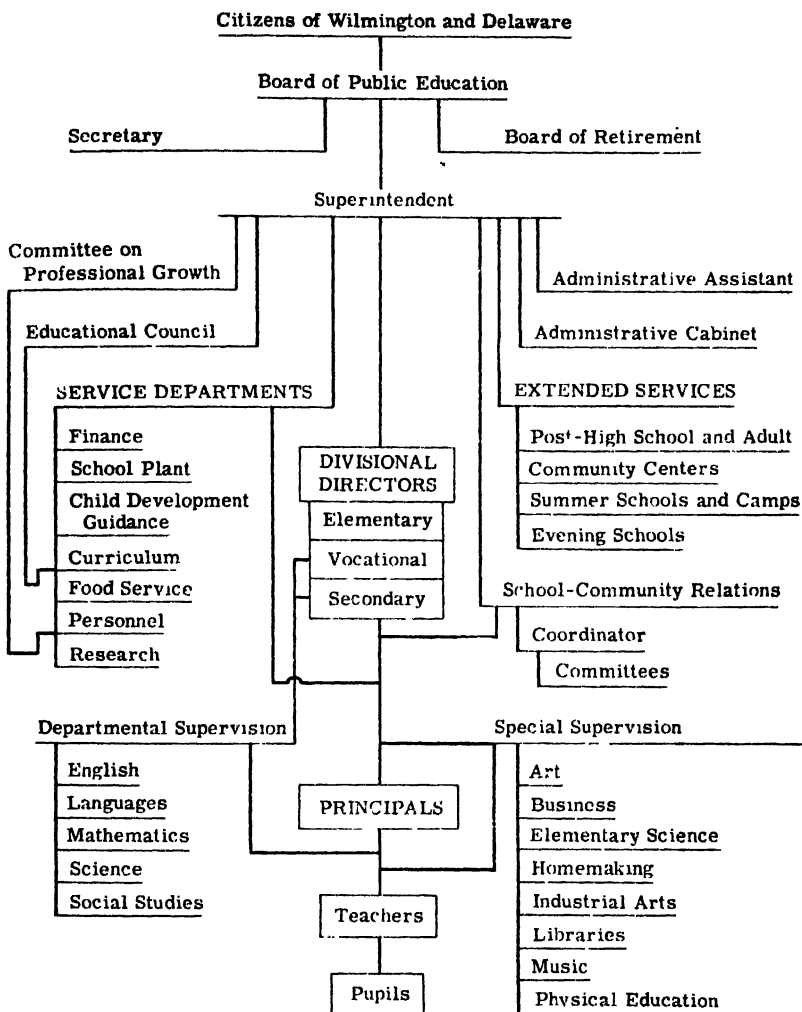 Citizens of Wilmington and Delaware
Board of Public Education
Secretary
Board of Retirement
Superintendent
Committee on
Professional Growth
Administrative Assistant
Educational Council
Administrative Cabinet
SERVICE DEPARTMENTS
Finance
School Plant
Child Development
Guidance
Curriculum
Food Service
Personnel
Research
DIVISIONAL
DIRECTORS
Elementary
Vocational
Secondary
EXTENDED SERVICES
Post-High School and Adult
Community Centers
Summer Schools and Camps
Evening Schools
School-Community Relations
Coordinator
Committees
Departmental Supervision
English
Languages
Mathematics
Science
Social Studies
PRINCIPALS
Teachers
Pupils
Special Supervision
Art
Business
Elementary Science
Homemaking
Industrial Arts
Libraries
Music
Physical Education